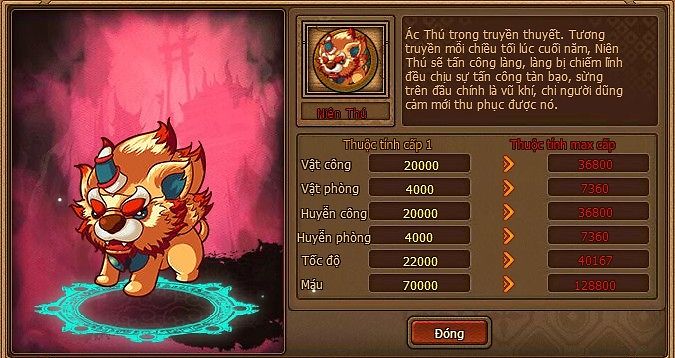 Ác Thú trong truyền thuyết. Tương
truyền mỗi chiều tối lúc cuối năm, Niên
Thú sẽ tấn công làng, làng bị chiếm lĩnh
đều chịu sự tấn công tàn bạo, sừng
trên đầu chính là vũ khí, chỉ người dũng
cảm mới thu phục được nó.
Niên Thú
Thuộc tính cấp 1 Thuộc tính max cấp
Vật công 20000 36800
Vật phòng 4000 7360
Huyễn công 20000 36800
Huyễn phòng 4000 7360
Tốc độ 22000 40167
Máu 70000 128800
Đóng